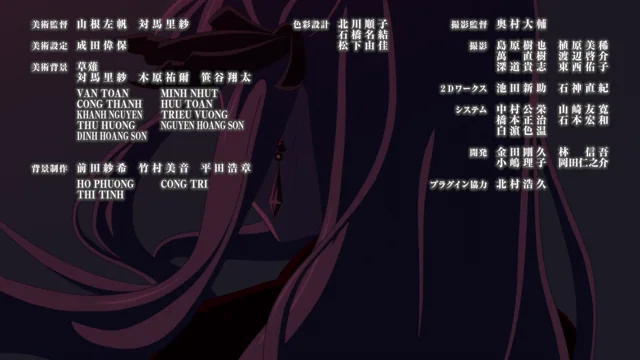 美術監督 山根左帆 対馬里紗
美術設定 成田偉保
美術背景 草薙
対馬里紗 木原祐爾 笹谷翔太
VAN TOAN MINH NHUT
CONG THANH HUU TOAN
KHANH NGUYEN TRIEU VUONG
THU HUONG NGUYEN HOANG SON
DINH HOANG SON
背景制作 前田紗希 竹村美音 平田浩章
HO PHUONG CONG TRI
THI TINH
色彩設計 北川順子
石橋名結
松下由佳
撮影監督 奥村大輔
撮影 島原樹也 植原美稀
萬直樹 渡辺啓介
深道貴志 東西佑子
2Dワークス 池田新助 石神直紀
システム 中村公栄 山崎友寛
橋本正治 石本宏和
白濵色温
開発 金田剛久 林信吾
小嶋理子 岡田仁之介
プラグイン協力 北村浩久